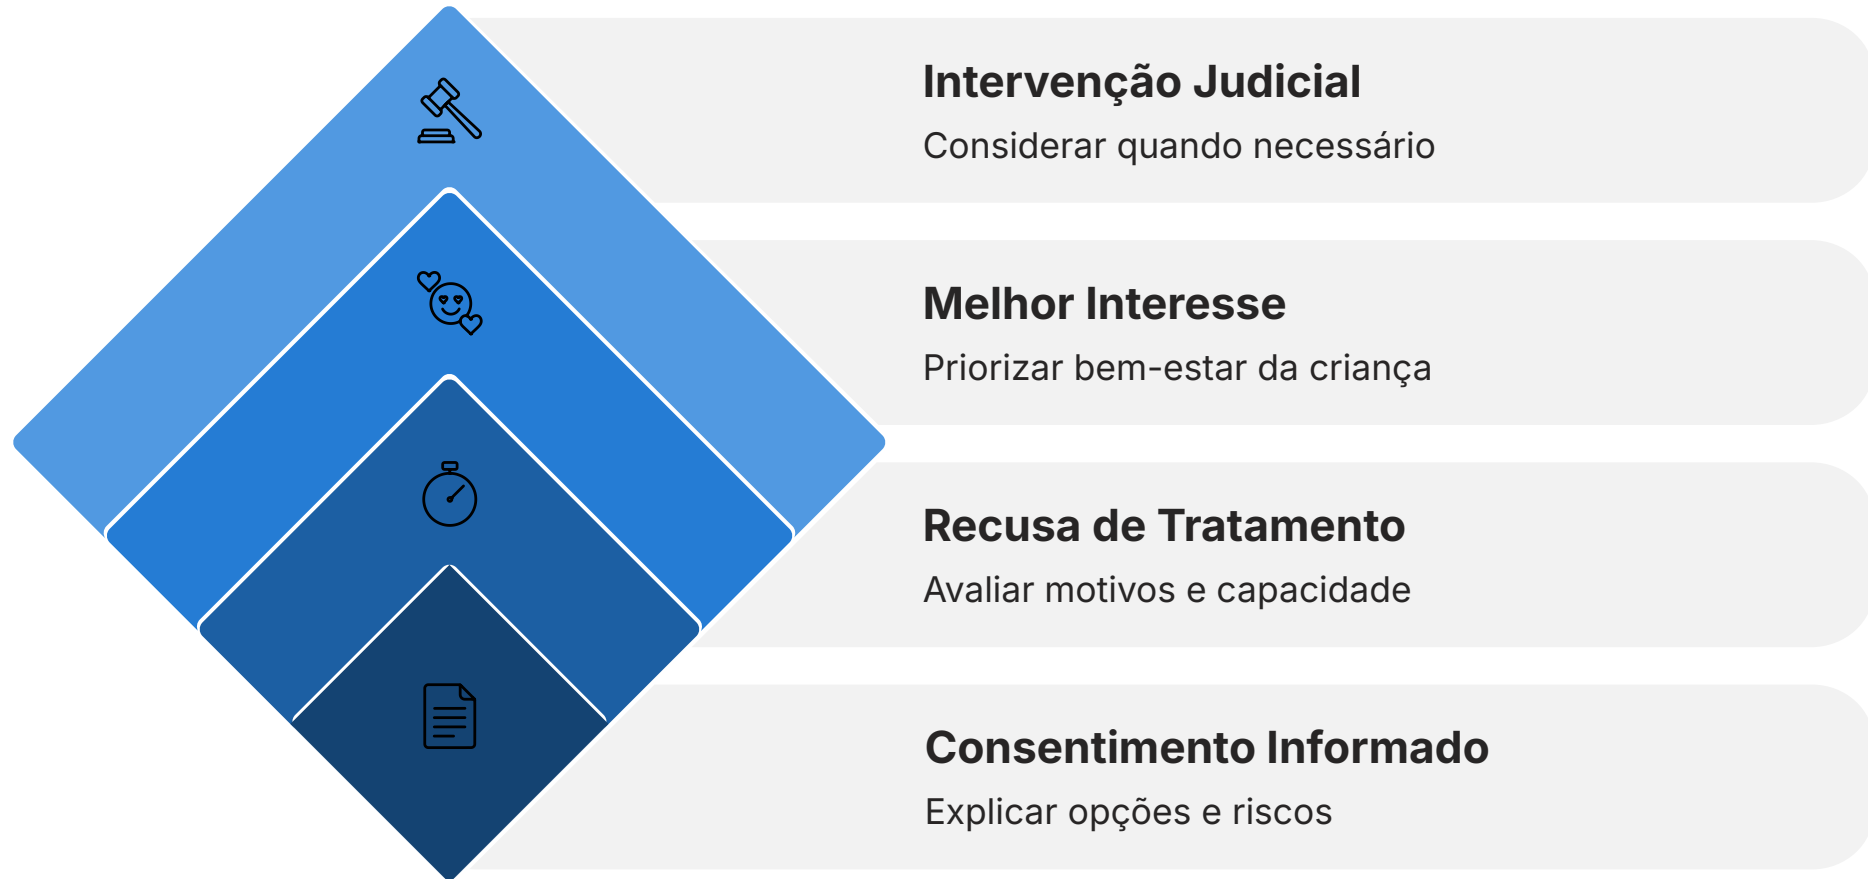 Intervenção Judicial
Considerar quando necessário
Melhor Interesse
Priorizar bem-estar da criança
Recusa de Tratamento
Avaliar motivos e capacidade
Consentimento Informado
Explicar opções e riscos